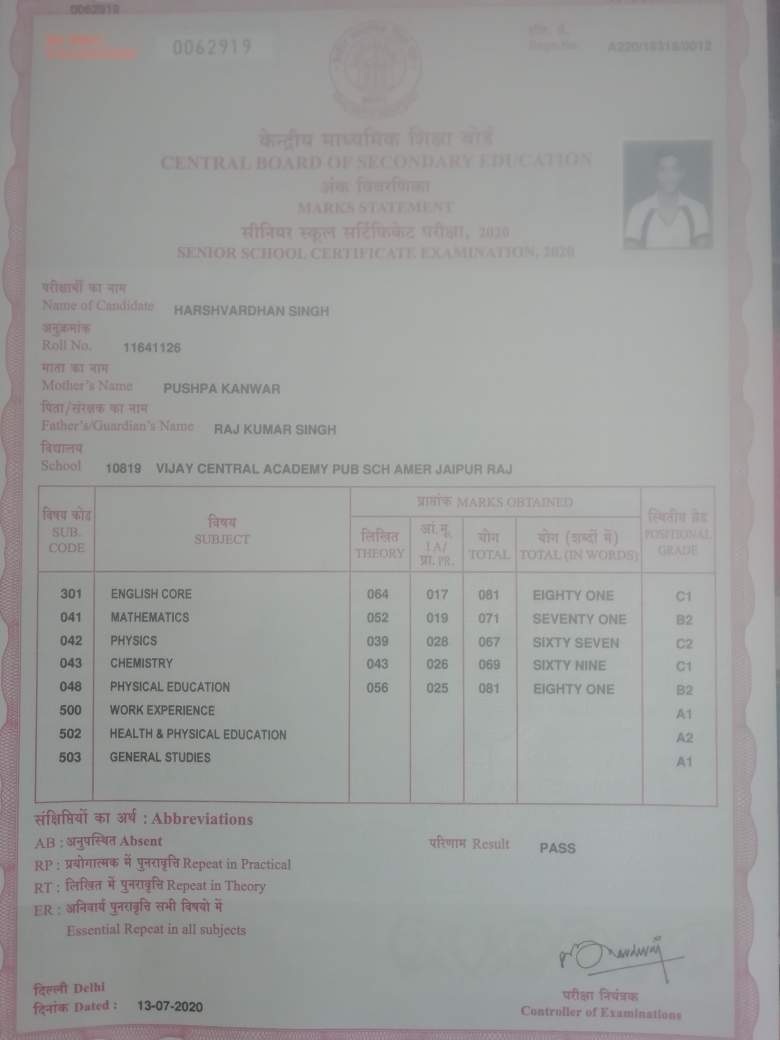 0062919
0062919
Regn.No. A220/18318/0012
केन्द्रीय माध्यमिक शिक्षा बोर्ड
CENTRAL BOARD OF SECONDARY EDUCATION
अंक विवरणिका
MARKS STATEMENT
सीनियर स्कूल सर्टिफिकेट परीक्षा, 2020
SENIOR SCHOOL CERTIFICATE EXAMINATION, 2020
परीक्षार्थी का नाम
Name of Candidate HARSHVARDHAN SINGH
अनुक्रमांक
Roll No. 11641126
माता का नाम
Mother's Name PUSHPA KANWAR
पिता/संरक्षक का नाम
Father's/Guardian's Name RAJ KUMAR SINGH
विद्यालय
School 10819 VIJAY CENTRAL ACADEMY PUB SCH AMER JAIPUR RAJ
विषय कोड SUB. CODE
विषय SUBJECT
प्राप्तांक MARKS OBTAINED
लिखित THEORY
आं.मू. IA/ प्रा. PR.
योग TOTAL
योग (शब्दों में) TOTAL (IN WORDS)
स्थितीय ग्रेड POSITIONAL GRADE
301 ENGLISH CORE 064 017 081 EIGHTY ONE C1
041 MATHEMATICS 052 019 071 SEVENTY ONE B2
042 PHYSICS 039 028 067 SIXTY SEVEN C2
043 CHEMISTRY 043 026 069 SIXTY NINE C1
048 PHYSICAL EDUCATION 056 025 081 EIGHTY ONE B2
500 WORK EXPERIENCE A1
502 HEALTH & PHYSICAL EDUCATION A2
503 GENERAL STUDIES A1
संक्षिप्तियों का अर्थ : Abbreviations
AB : अनुपस्थित Absent
परिणाम Result PASS
RP : प्रयोगात्मक में पुनरावृत्ति Repeat in Practical
RT : लिखित में पुनरावृत्ति Repeat in Theory
ER : अनिवार्य पुनरावृत्ति सभी विषयो में
Essential Repeat in all subjects
दिल्ली Delhi
दिनांक Dated : 13-07-2020
परीक्षा नियंत्रक
Controller of Examinations